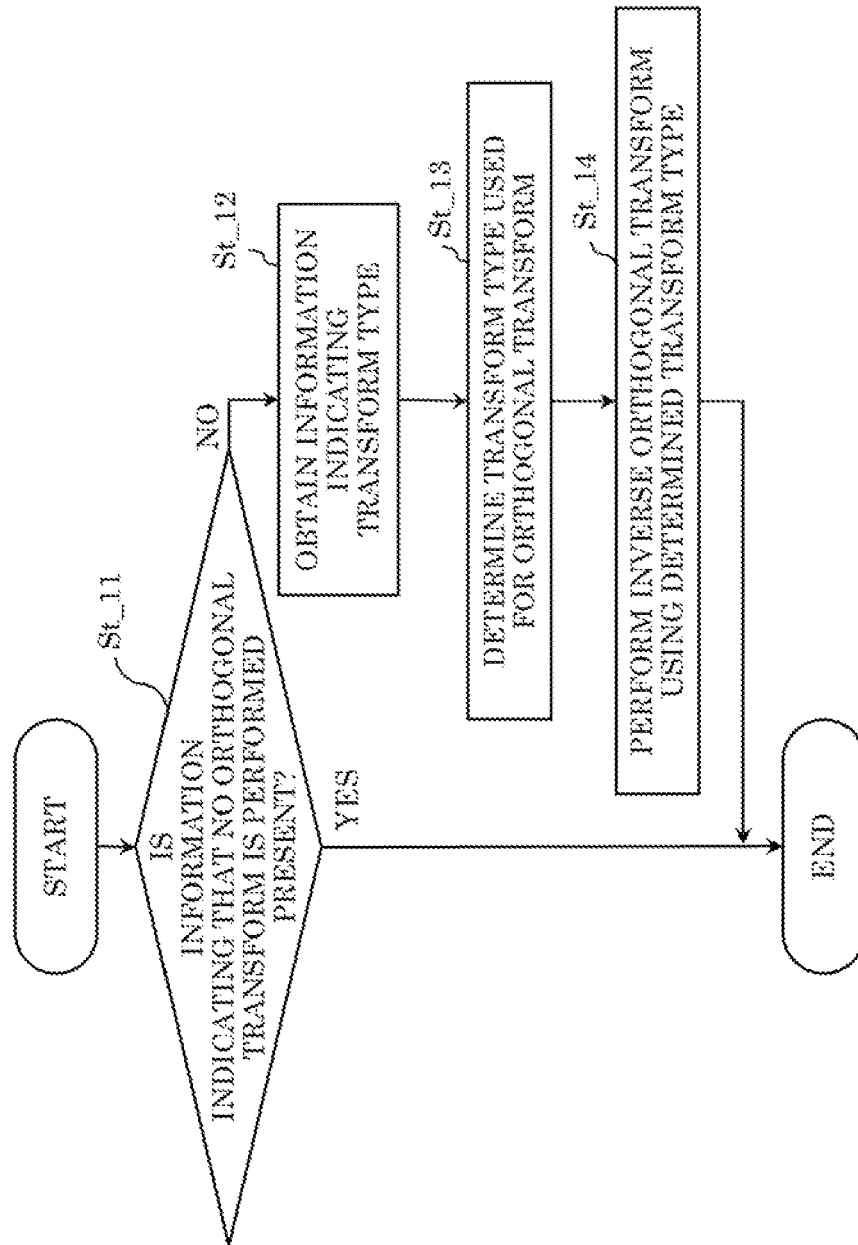 START
St_11
IS
INFORMATION
INDICATING THAT NO ORTHOGONAL
TRANSFORM IS PERFORMED
PRESENT?
NO
YES
St_12
OBTAIN INFORMATION
INDICATING
TRANSFORM TYPE
St_13
DETERMINE TRANSFORM TYPE USED
FOR ORTHOGONAL TRANSFORM
St_14
PERFORM INVERSE ORTHOGONAL TRANSFORM
USING DETERMINED TRANSFORM TYPE
END